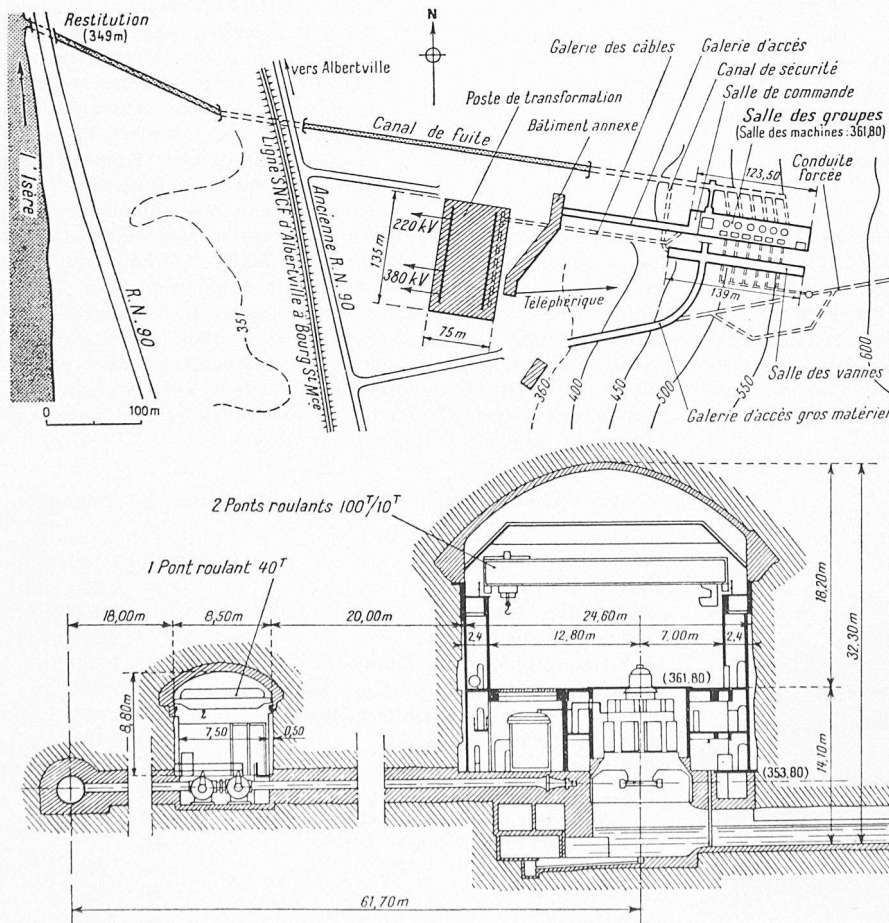 Restitution
(349m)
N
vers Albertville
Galerie des câbles
Galerie d'accès
Canal de sécurité
Salle de commande
Poste de transformation
Salle des groupes
(Salle des machines: 361,80)
Bâtiment annexe
Canal de fuite
Conduite
forcée
123,50
L'Isère
Ligne SNCF d'Albertville à Bourg St Mce
Ancienne R.N. 90
R.N. 90
220 kV
135 m
380 kV
Téléphérique
139 m
75 m
351
360
400
450
500
550
600
Salle des vannes
0
100m
Galerie d'accès gros matériel
2 Ponts roulants 100T/10T
1 Pont roulant 40T
18,00m
8,50m
20,00m
24,60m
2,4
12,80m
7,00m
2,4
18,20m
32,30m
(361,80)
8,80m
7,50
0,50
14,10m
(353,80)
61,70m